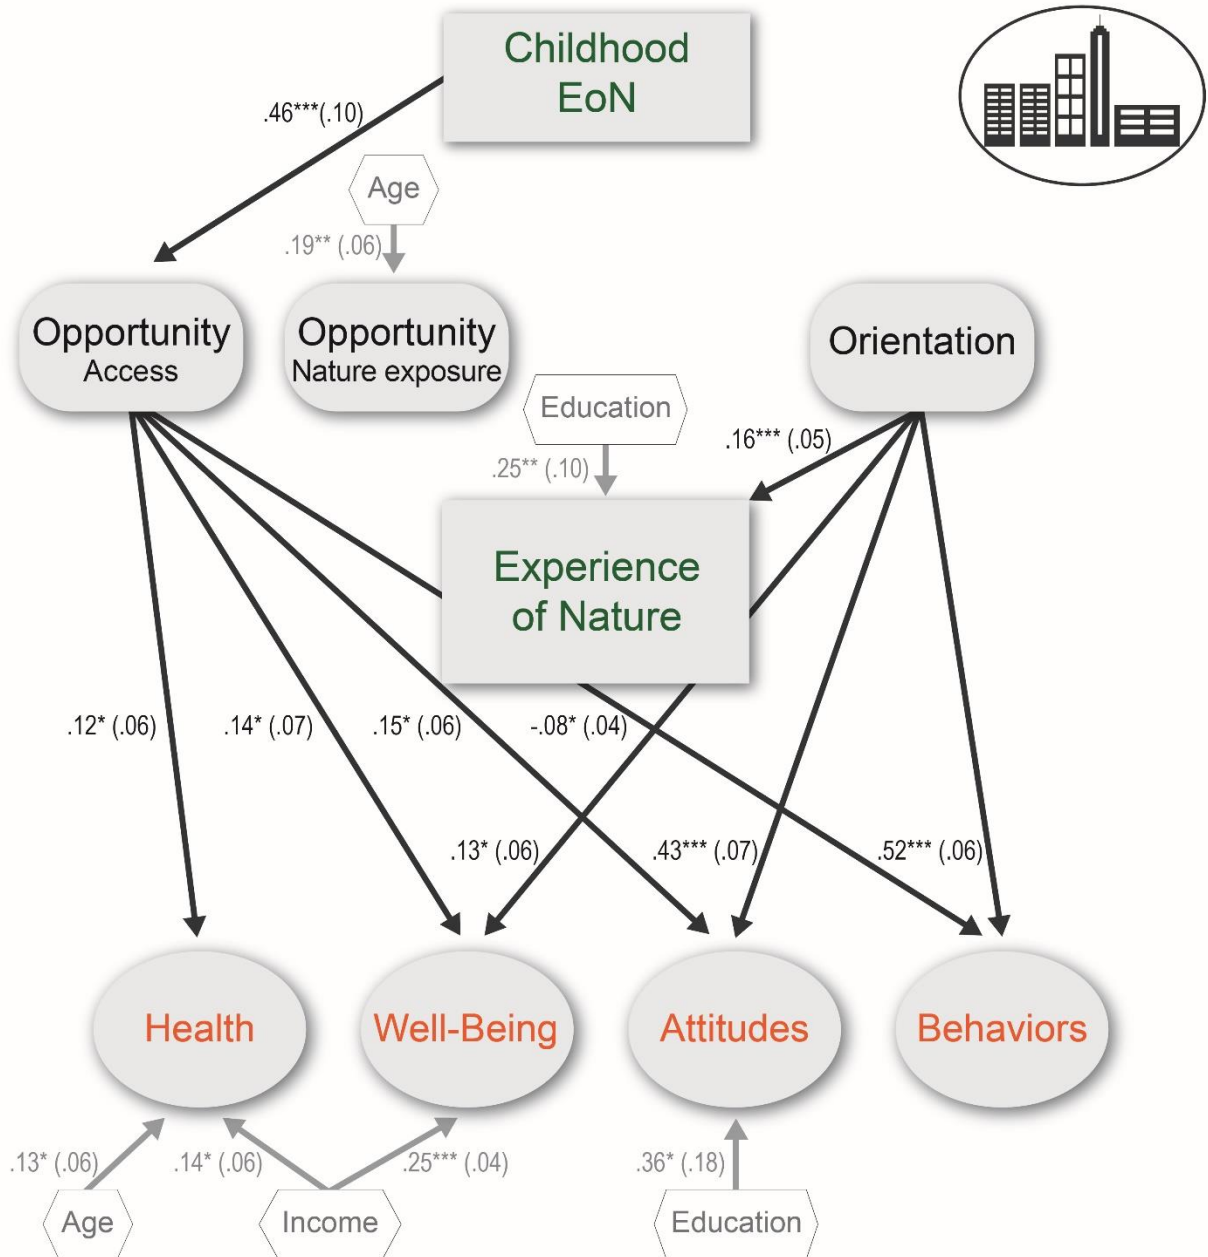 Childhood
EoN
.46***(.10)
Age
.19** (.06)
Opportunity
Access
Opportunity
Nature exposure
Orientation
Education
.16*** (.05)
.25** (.10)
Experience
of Nature
.12* (.06)
.14* (.07)
.15* (.06)
-.08* (.04)
.13* (.06)
.43*** (.07)
.52*** (.06)
Health
Well-Being
Attitudes
Behaviors
.13* (.06)
.14* (.06)
.25*** (.04)
.36* (.18)
Age
Income
Education